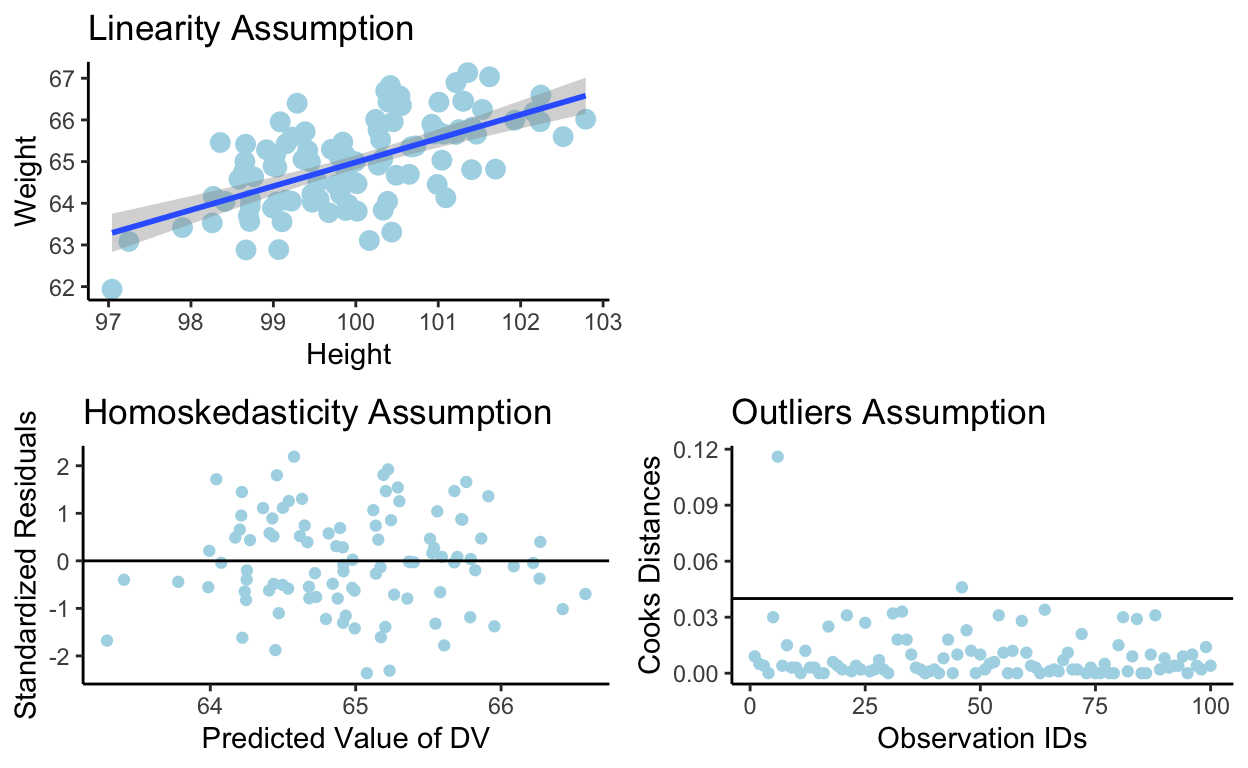 Linearity Assumption
Weight
67
66
65
64
63
62
97 98 99 100 101 102 103
Height
Homoskedasticity Assumption
Standardized Residuals
2
1
0
-1
-2
64 65 66
Predicted Value of DV
Outliers Assumption
Cooks Distances
0.12
0.09
0.06
0.03
0.00
0 25 50 75 100
Observation IDs